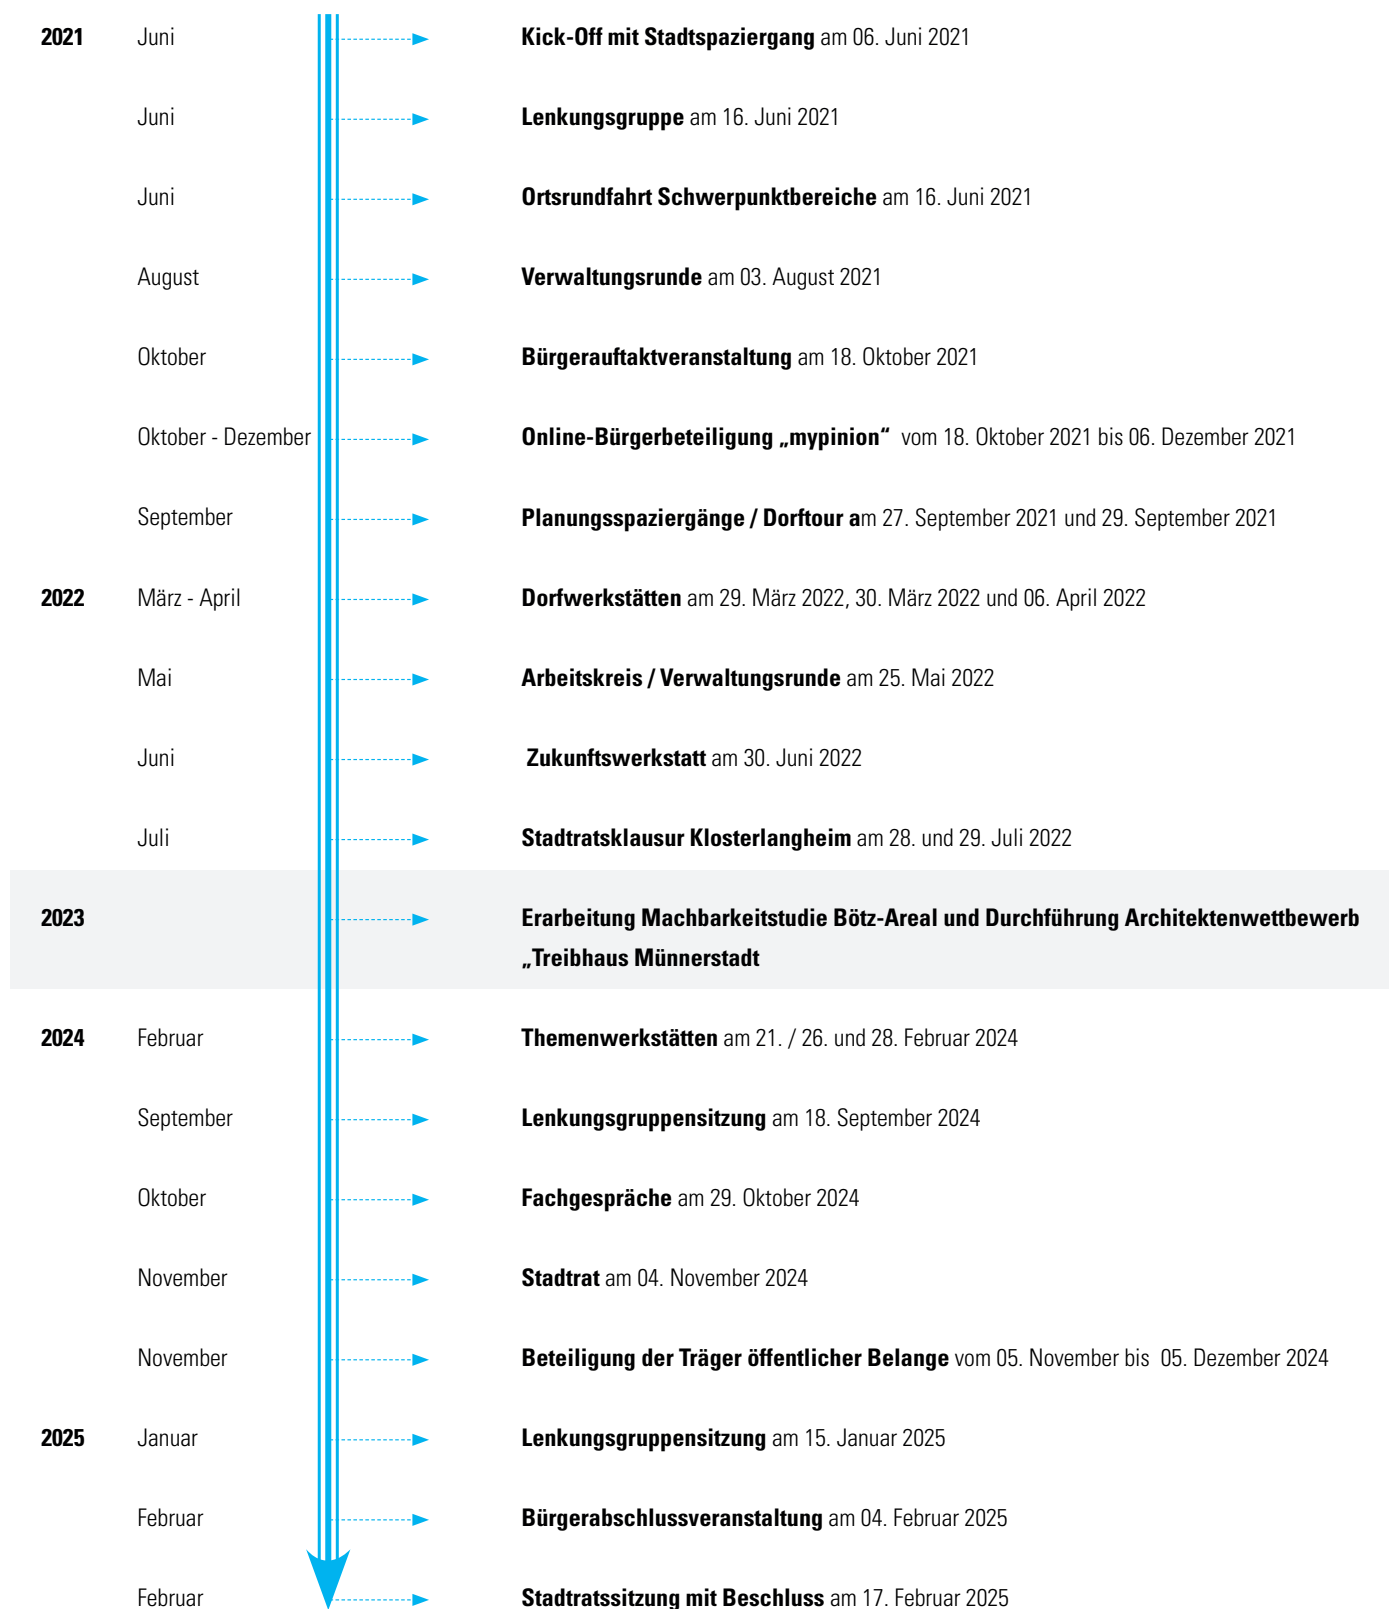 2021 Juni Kick-Off mit Stadtspaziergang am 06. Juni 2021
Juni Lenkungsgruppe am 16. Juni 2021
Juni Ortsrundfahrt Schwerpunktbereiche am 16. Juni 2021
August Verwaltungsrunde am 03. August 2021
Oktober Bürgerauftaktveranstaltung am 18. Oktober 2021
Oktober - Dezember Online-Bürgerbeteiligung „mypinion“ vom 18. Oktober 2021 bis 06. Dezember 2021
September Planungsspaziergänge / Dorftour am 27. September 2021 und 29. September 2021
2022 März - April Dorfwerkstätten am 29. März 2022, 30. März 2022 und 06. April 2022
Mai Arbeitskreis / Verwaltungsrunde am 25. Mai 2022
Juni Zukunftswerkstatt am 30. Juni 2022
Juli Stadtratsklausur Klosterlangheim am 28. und 29. Juli 2022
2023 Erarbeitung Machbarkeitstudie Bötz-Areal und Durchführung Architektenwettbewerb
„Treibhaus Münnerstadt
2024 Februar Themenwerkstätten am 21. / 26. und 28. Februar 2024
September Lenkungsgruppensitzung am 18. September 2024
Oktober Fachgespräche am 29. Oktober 2024
November Stadtrat am 04. November 2024
November Beteiligung der Träger öffentlicher Belange vom 05. November bis 05. Dezember 2024
2025 Januar Lenkungsgruppensitzung am 15. Januar 2025
Februar Bürgerabschlussveranstaltung am 04. Februar 2025
Februar Stadtratssitzung mit Beschluss am 17. Februar 2025